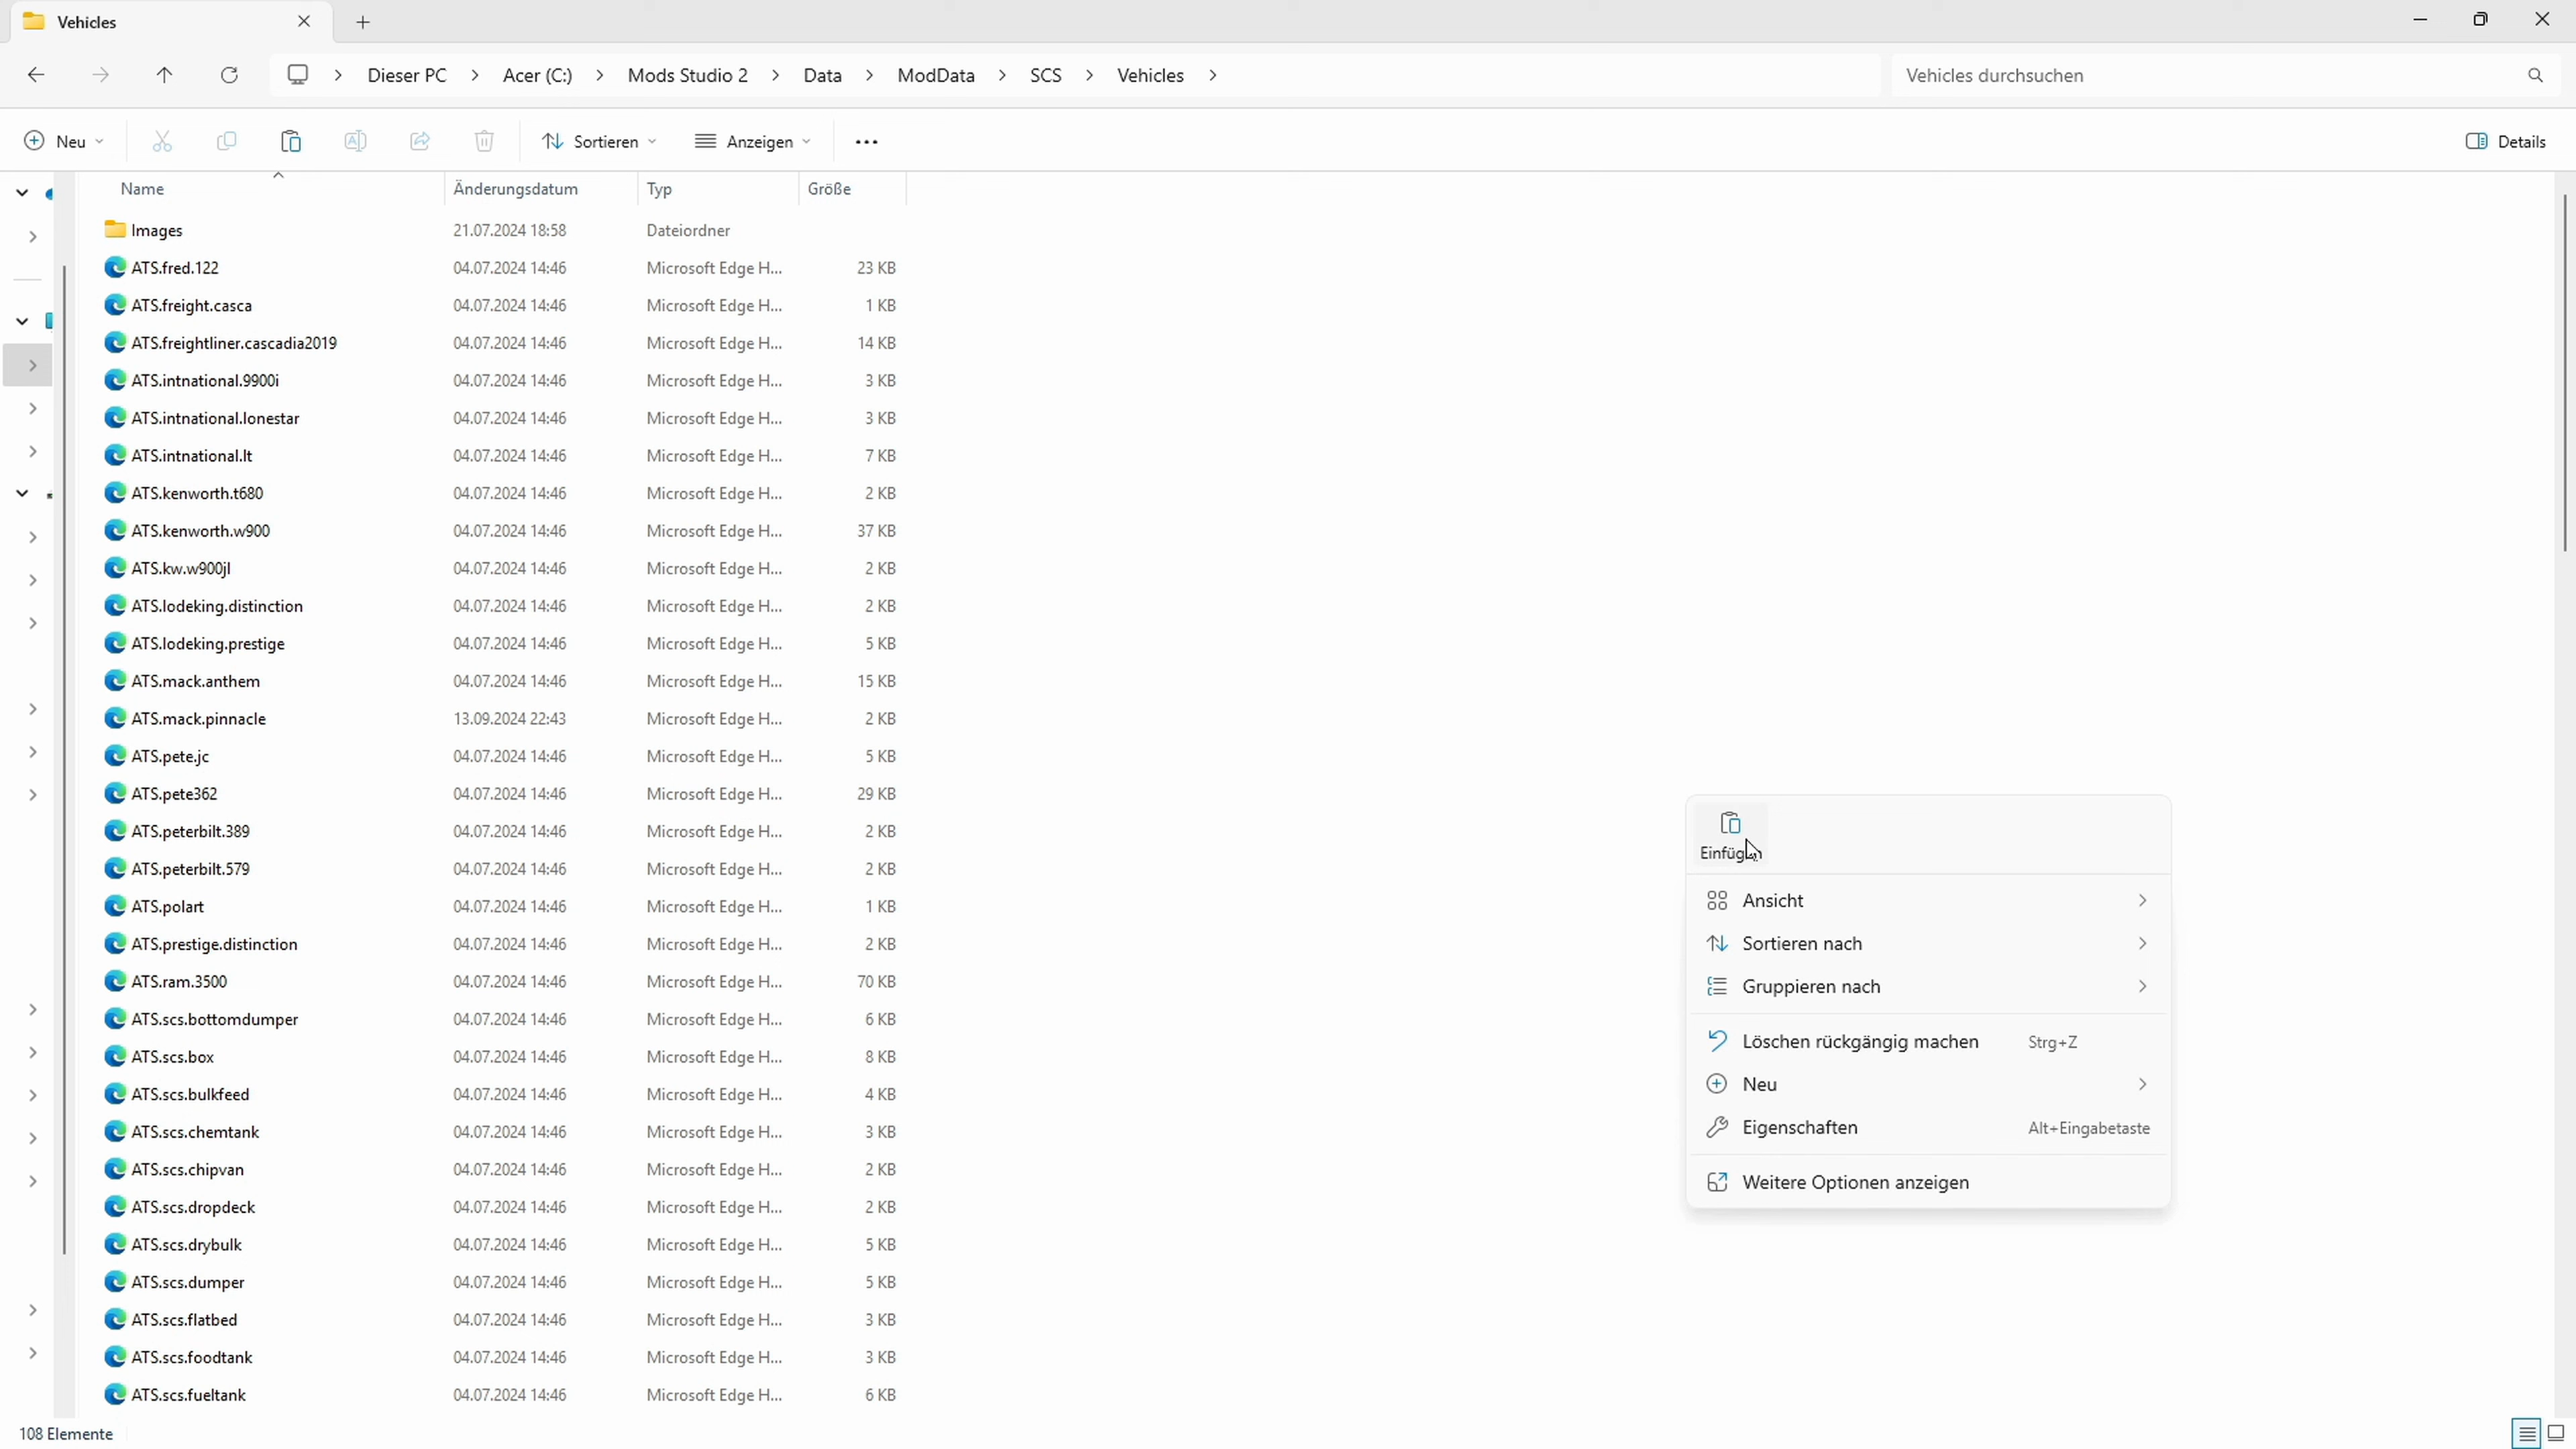 Vehicles
Dieser PC > Acer (C:) > Mods Studio 2 > Data > ModData > SCS > Vehicles >
Vehicles durchsuchen
Neu
Sortieren
Anzeigen
Details
Name Änderungsdatum Typ Größe
Images 21.07.2024 18:58 Dateiordner
ATS.fred.122 04.07.2024 14:46 Microsoft Edge H... 23 KB
ATS.freight.casca 04.07.2024 14:46 Microsoft Edge H... 1 KB
ATS.freightliner.cascadia2019 04.07.2024 14:46 Microsoft Edge H... 14 KB
ATS.intnational.9900i 04.07.2024 14:46 Microsoft Edge H... 3 KB
ATS.intnational.lonestar 04.07.2024 14:46 Microsoft Edge H... 3 KB
ATS.intnational.lt 04.07.2024 14:46 Microsoft Edge H... 7 KB
ATS.kenworth.t680 04.07.2024 14:46 Microsoft Edge H... 2 KB
ATS.kenworth.w900 04.07.2024 14:46 Microsoft Edge H... 37 KB
ATS.kw.w900jl 04.07.2024 14:46 Microsoft Edge H... 2 KB
ATS.lodeking.distinction 04.07.2024 14:46 Microsoft Edge H... 2 KB
ATS.lodeking.prestige 04.07.2024 14:46 Microsoft Edge H... 5 KB
ATS.mack.anthem 04.07.2024 14:46 Microsoft Edge H... 15 KB
ATS.mack.pinnacle 13.09.2024 22:43 Microsoft Edge H... 2 KB
ATS.pete.jc 04.07.2024 14:46 Microsoft Edge H... 5 KB
ATS.pete362 04.07.2024 14:46 Microsoft Edge H... 29 KB
ATS.peterbilt.389 04.07.2024 14:46 Microsoft Edge H... 2 KB
ATS.peterbilt.579 04.07.2024 14:46 Microsoft Edge H... 2 KB
ATS.polart 04.07.2024 14:46 Microsoft Edge H... 1 KB
ATS.prestige.distinction 04.07.2024 14:46 Microsoft Edge H... 2 KB
ATS.ram.3500 04.07.2024 14:46 Microsoft Edge H... 70 KB
ATS.scs.bottomdumper 04.07.2024 14:46 Microsoft Edge H... 6 KB
ATS.scs.box 04.07.2024 14:46 Microsoft Edge H... 8 KB
ATS.scs.bulkfeed 04.07.2024 14:46 Microsoft Edge H... 4 KB
ATS.scs.chemtank 04.07.2024 14:46 Microsoft Edge H... 3 KB
ATS.scs.chipvan 04.07.2024 14:46 Microsoft Edge H... 2 KB
ATS.scs.dropdeck 04.07.2024 14:46 Microsoft Edge H... 2 KB
ATS.scs.drybulk 04.07.2024 14:46 Microsoft Edge H... 5 KB
ATS.scs.dumper 04.07.2024 14:46 Microsoft Edge H... 5 KB
ATS.scs.flatbed 04.07.2024 14:46 Microsoft Edge H... 3 KB
ATS.scs.foodtank 04.07.2024 14:46 Microsoft Edge H... 3 KB
ATS.scs.fueltank 04.07.2024 14:46 Microsoft Edge H... 6 KB
Einfügen
Ansicht
Sortieren nach
Gruppieren nach
Löschen rückgängig machen Strg+Z
Neu
Eigenschaften Alt+Eingabetaste
Weitere Optionen anzeigen
108 Elemente